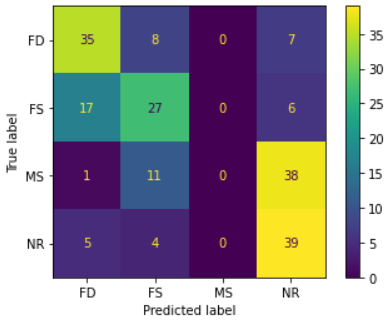 FD 35 8 0 7
FS 17 27 0 6
MS 1 11 0 38
NR 5 4 0 39
FD FS MS NR
Predicted label
True label
35
30
25
20
15
10
5
0